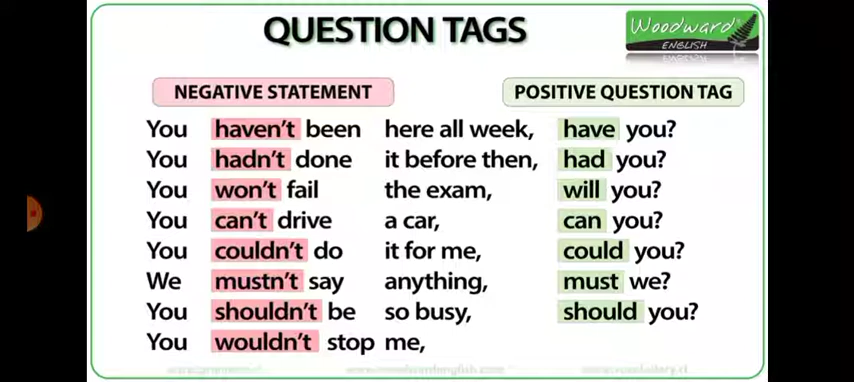 QUESTION TAGS
Woodward
ENGLISH
NEGATIVE STATEMENT POSITIVE QUESTION TAG
You haven't been here all week, have you?
You hadn't done it before then, had you?
You won't fail the exam, will you?
You can't drive a car, can you?
You couldn't do it for me, could you?
We mustn't say anything, must we?
You shouldn't be so busy, should you?
You wouldn't stop me,